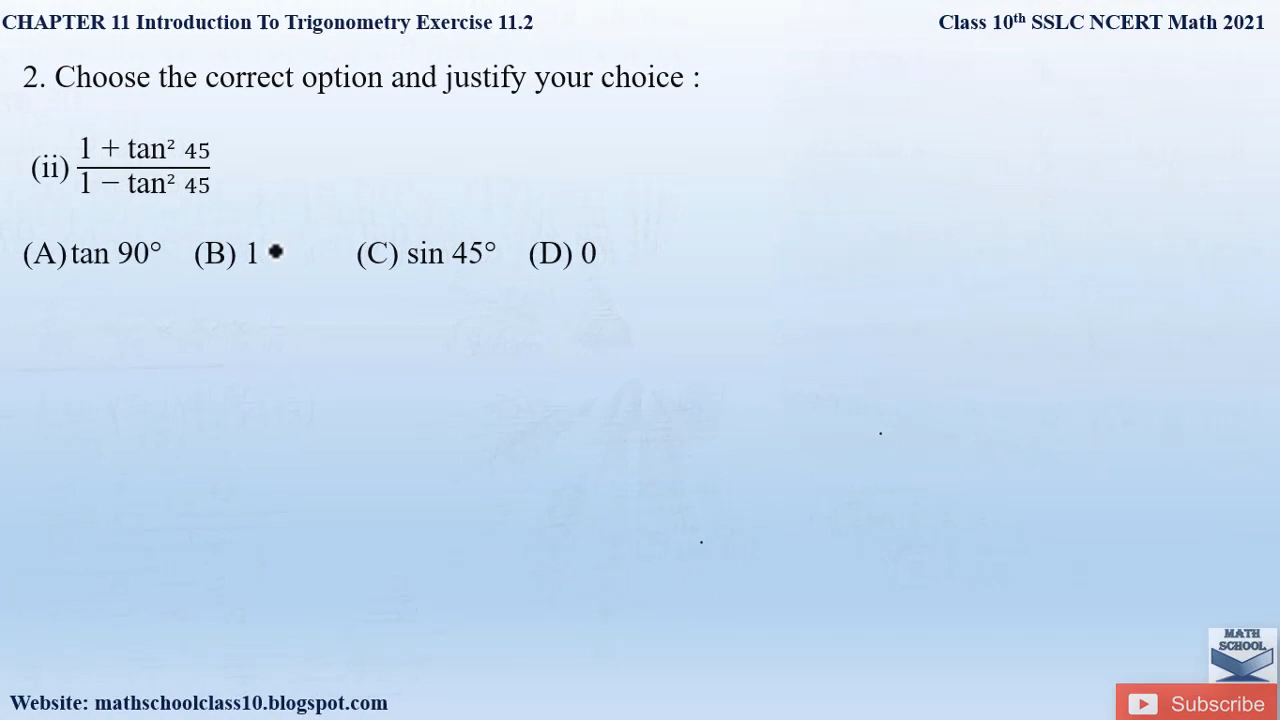 CHAPTER 11 Introduction To Trigonometry Exercise 11.2
Class 10th SSLC NCERT Math 2021
2. Choose the correct option and justify your choice :
(ii) 1 + tan² 45
1 − tan² 45
(A) tan 90° (B) 1 (C) sin 45° (D) 0
MATH
SCHOOL
Website: mathschoolclass10.blogspot.com
Subscribe